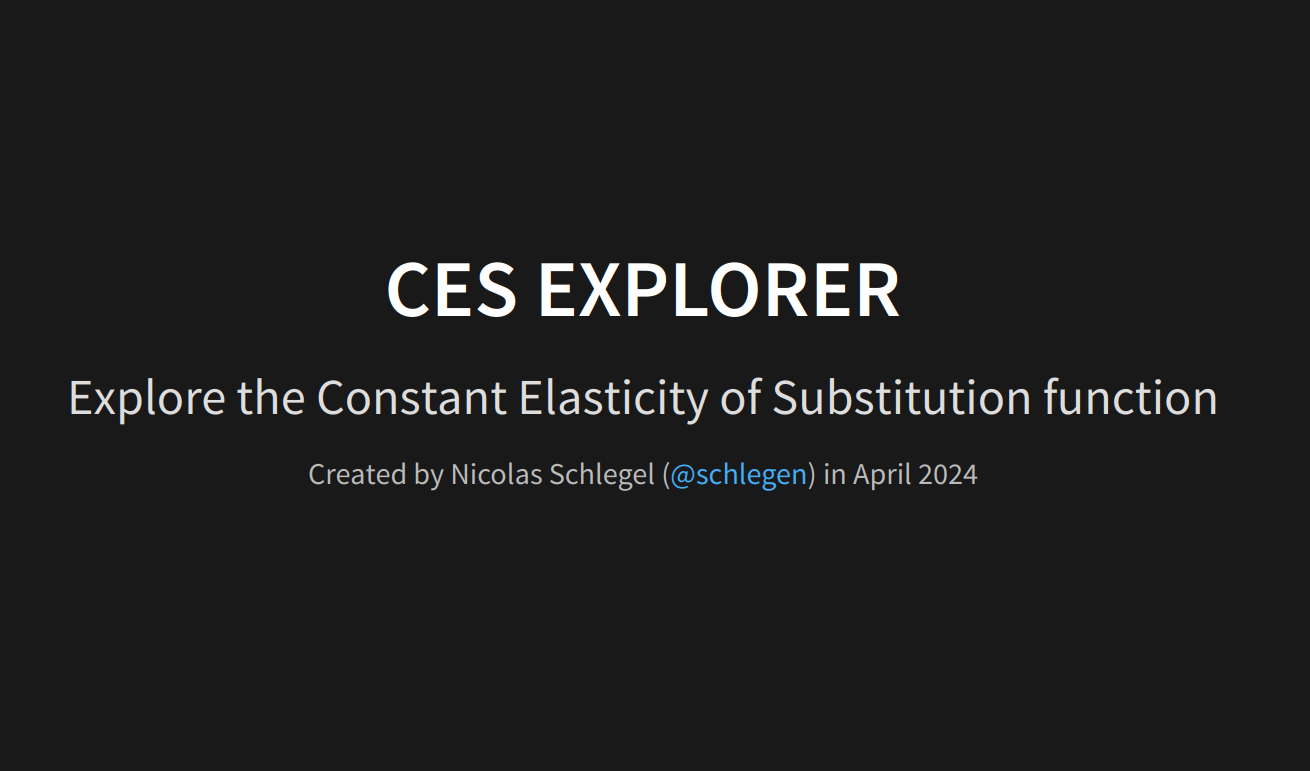 CES EXPLORER
Explore the Constant Elasticity of Substitution function
Created by Nicolas Schlegel (@schlegen) in April 2024